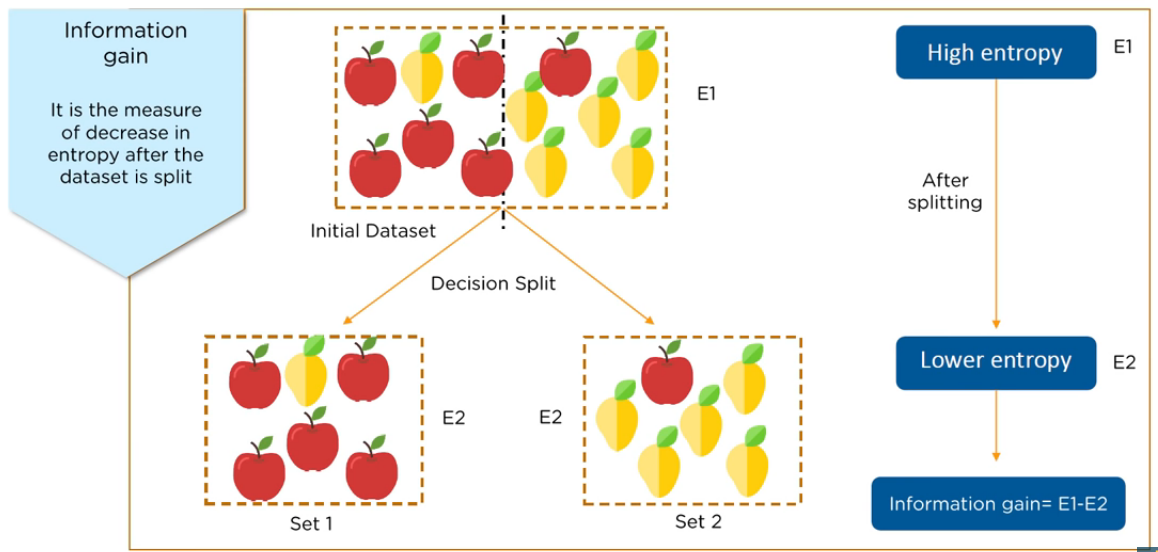 Information
gain
It is the measure
of decrease in
entropy after the
dataset is split
E1
Initial Dataset
Decision Split
E2
Set 1
E2
Set 2
High entropy
E1
After
splitting
Lower entropy
E2
Information gain= E1-E2